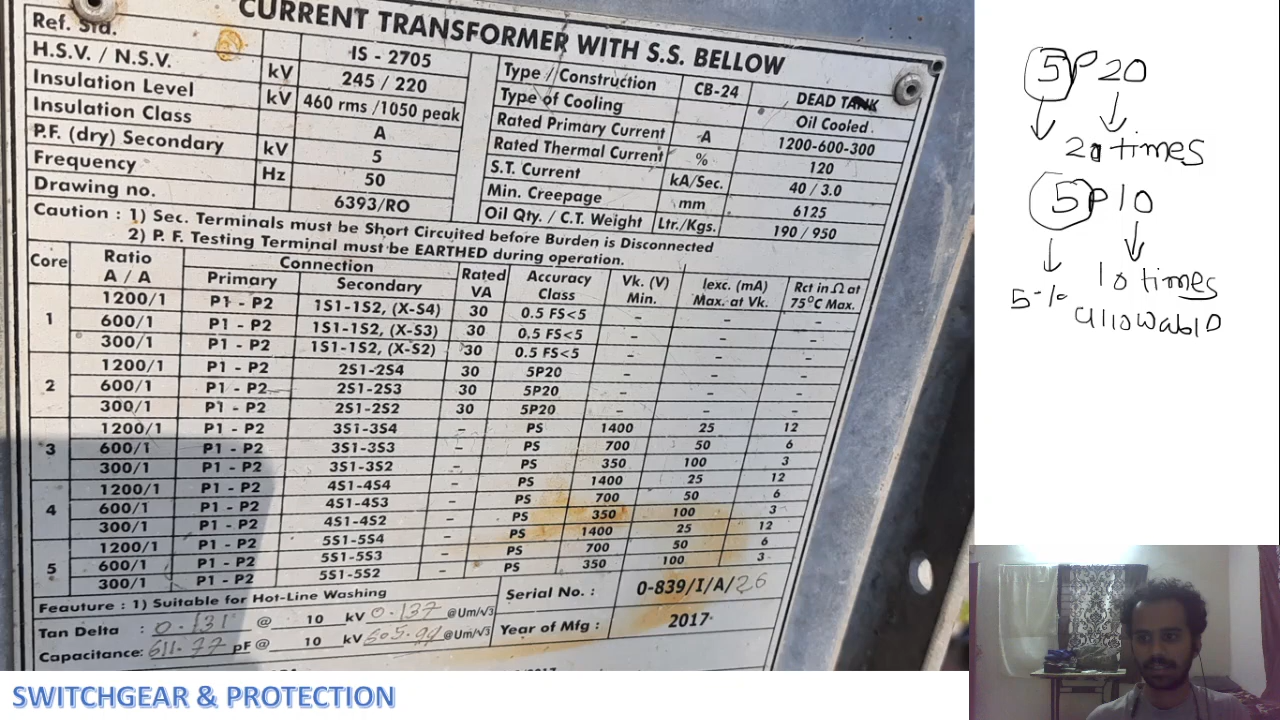 CURRENT TRANSFORMER WITH S.S. BELLOW
Ref. Std. IS - 2705
H.S.V. / N.S.V. kV 245 / 220
Insulation Level kV 460 rms /1050 peak
Insulation Class A
P.F. (dry) Secondary kV 5
Frequency Hz 50
Drawing no. 6393/RO
Type / Construction CB-24 DEAD TANK
Type of Cooling Oil Cooled
Rated Primary Current A 1200-600-300
Rated Thermal Current % 120
S.T. Current kA/Sec. 40 / 3.0
Min. Creepage mm 6125
Oil Qty. / C.T. Weight Ltr./Kgs. 190 / 950
Caution : 1) Sec. Terminals must be Short Circuited before Burden is Disconnected
2) P. F. Testing Terminal must be EARTHED during operation.
Core Ratio A / A Connection Primary Secondary Rated VA Accuracy Class Vk. (V) Min. Iexc. (mA) Max. at Vk. Rct in Ω at 75°C Max.
1 1200/1 P1 - P2 1S1-1S2, (X-S4) 30 0.5 FS<5 - - -
600/1 P1 - P2 1S1-1S2, (X-S3) 30 0.5 FS<5 - - -
300/1 P1 - P2 1S1-1S2, (X-S2) 30 0.5 FS<5 - - -
2 1200/1 P1 - P2 2S1-2S4 30 5P20 - - -
600/1 P1 - P2 2S1-2S3 30 5P20 - - -
300/1 P1 - P2 2S1-2S2 30 5P20 - - -
3 1200/1 P1 - P2 3S1-3S4 - PS 1400 25 12
600/1 P1 - P2 3S1-3S3 - PS 700 50 6
300/1 P1 - P2 3S1-3S2 - PS 350 100 3
4 1200/1 P1 - P2 4S1-4S4 - PS 1400 25 12
600/1 P1 - P2 4S1-4S3 - PS 700 50 6
300/1 P1 - P2 4S1-4S2 - PS 350 100 3
5 1200/1 P1 - P2 5S1-5S4 - PS 1400 25 12
600/1 P1 - P2 5S1-5S3 - PS 700 50 6
300/1 P1 - P2 5S1-5S2 - PS 350 100 3
Feauture : 1) Suitable for Hot-Line Washing
Tan Delta : 0.131 @ 10 kV 0.137 @Um/√3
Capacitance: 611.77 pF@ 10 kV @Um/√3
Serial No. : 0-839/I/A/26
Year of Mfg : 2017
5P20
20 times
5P10
10 times
5% allowable
SWITCHGEAR & PROTECTION